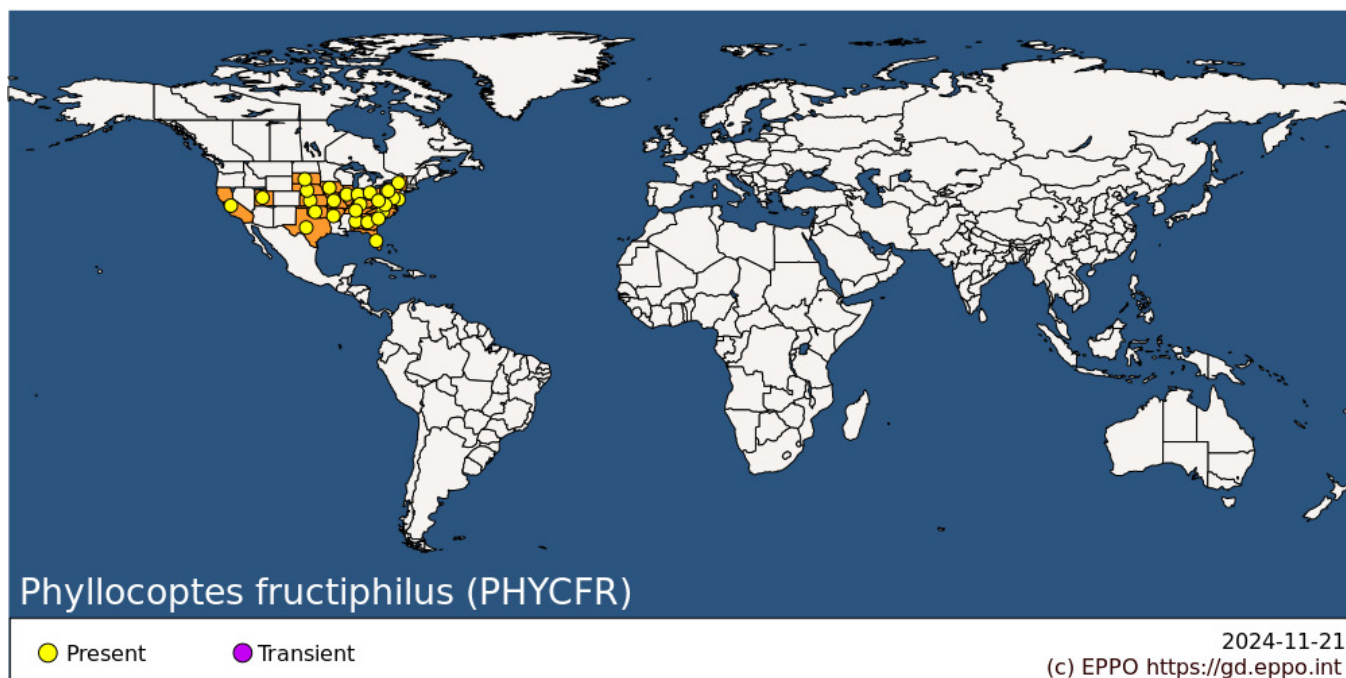 Phyllocoptes fructiphilus (PHYCFR)
Present
Transient
2024-11-21
(c) EPPO https://gd.eppo.int